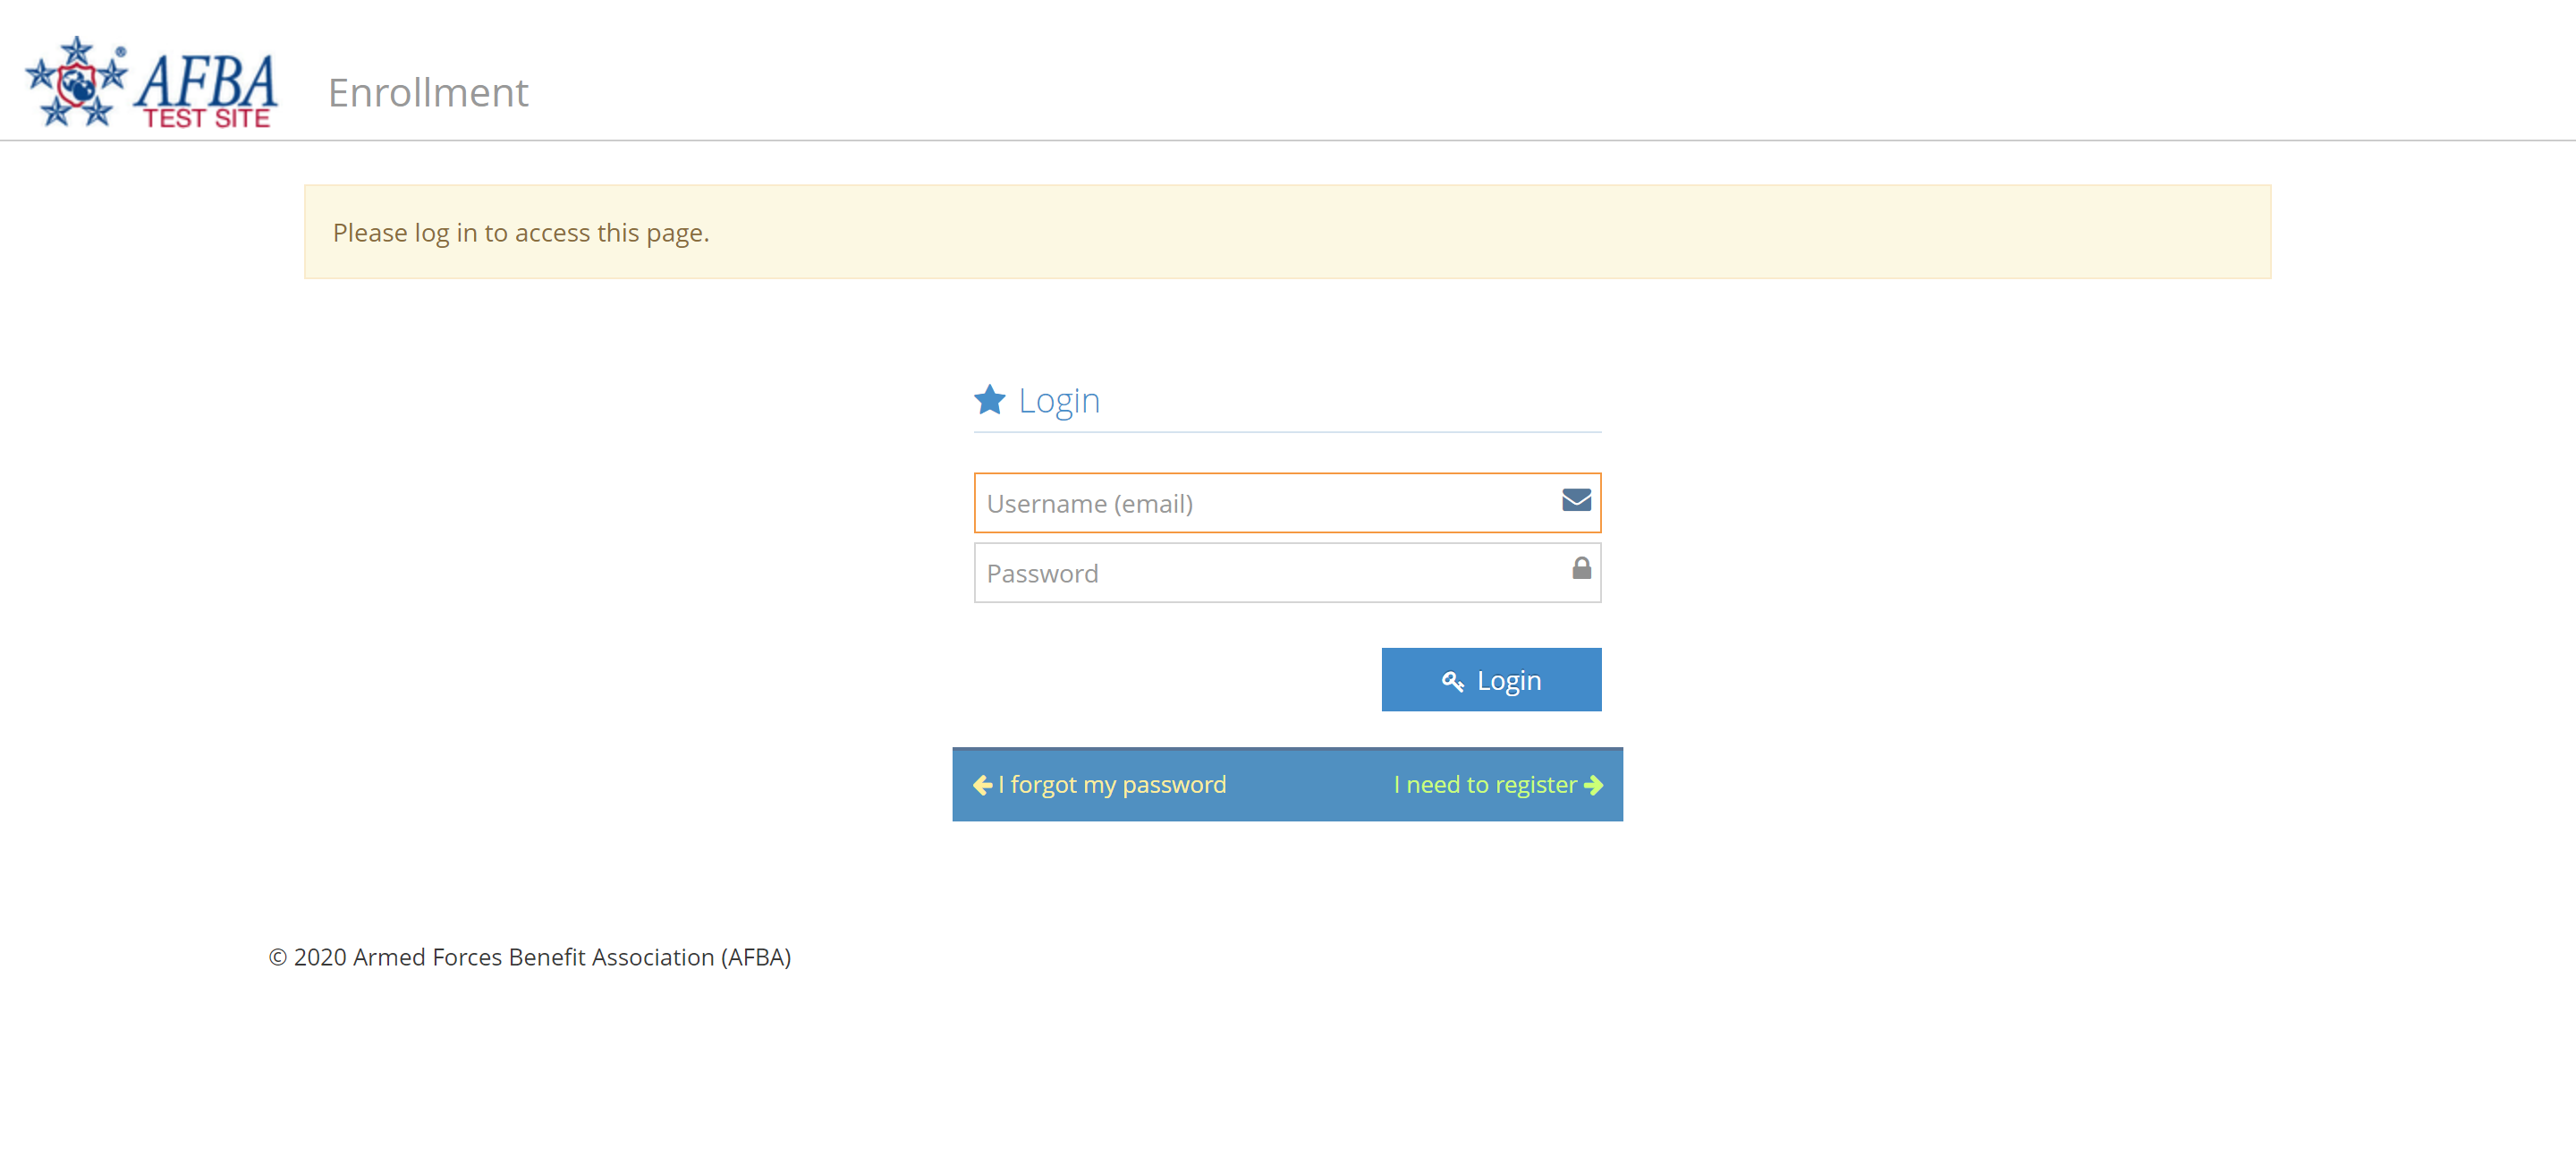 ® AFBA
TEST SITE
Enrollment
Please log in to access this page.
Login
Username (email)
Password
Login
I forgot my password
I need to register
© 2020 Armed Forces Benefit Association (AFBA)